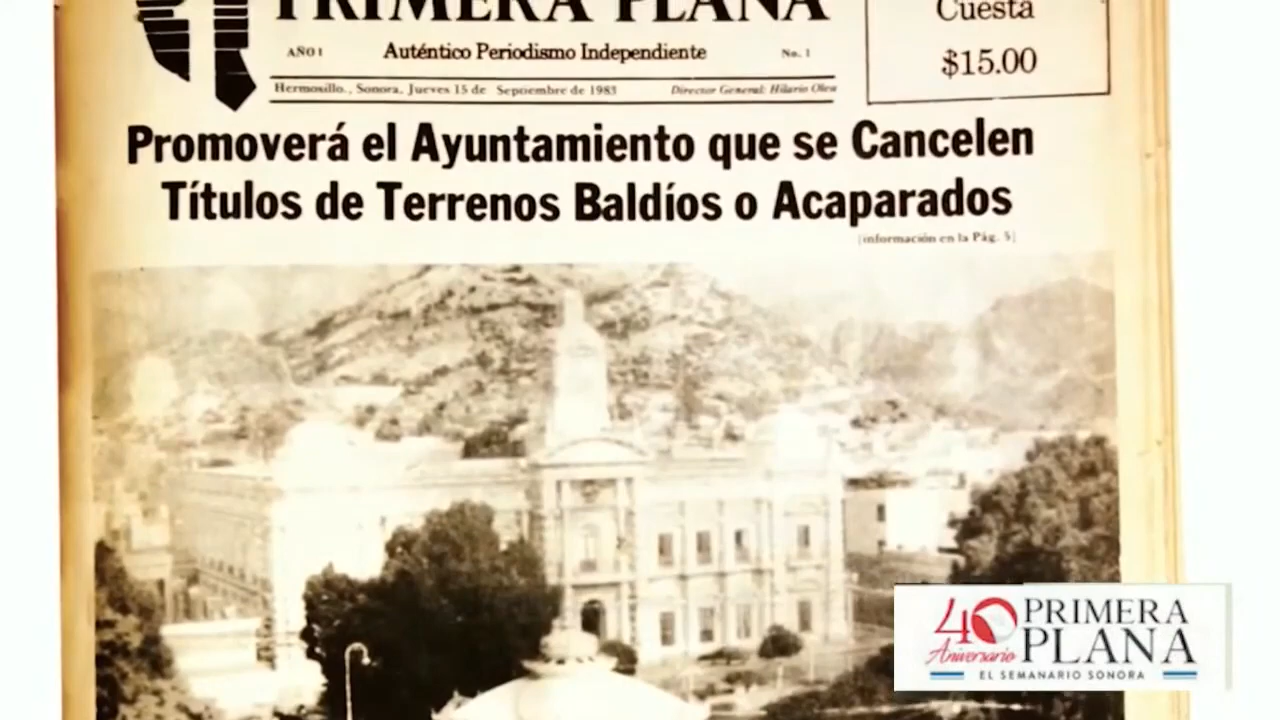 PRIMERA PLANA
AÑO I
Auténtico Periodismo Independiente
No. 1
Hermosillo., Sonora, Jueves 15 de Septiembre de 1983
Director General: Hilario Olea
Cuesta
$15.00
Promoverá el Ayuntamiento que se Cancelen
Títulos de Terrenos Baldíos o Acaparados
[información en la Pág. 5]
40
Aniversario
PRIMERA
PLANA
EL SEMANARIO SONORA